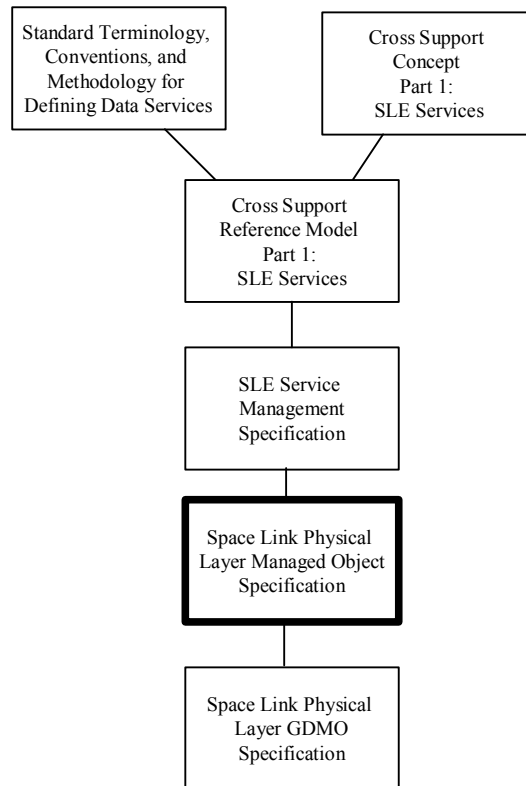 Standard Terminology,
Conventions, and
Methodology for
Defining Data Services
Cross Support
Concept
Part 1:
SLE Services
Cross Support
Reference Model
Part 1:
SLE Services
SLE Service
Management
Specification
Space Link Physical
Layer Managed Object
Specification
Space Link Physical
Layer GDMO
Specification